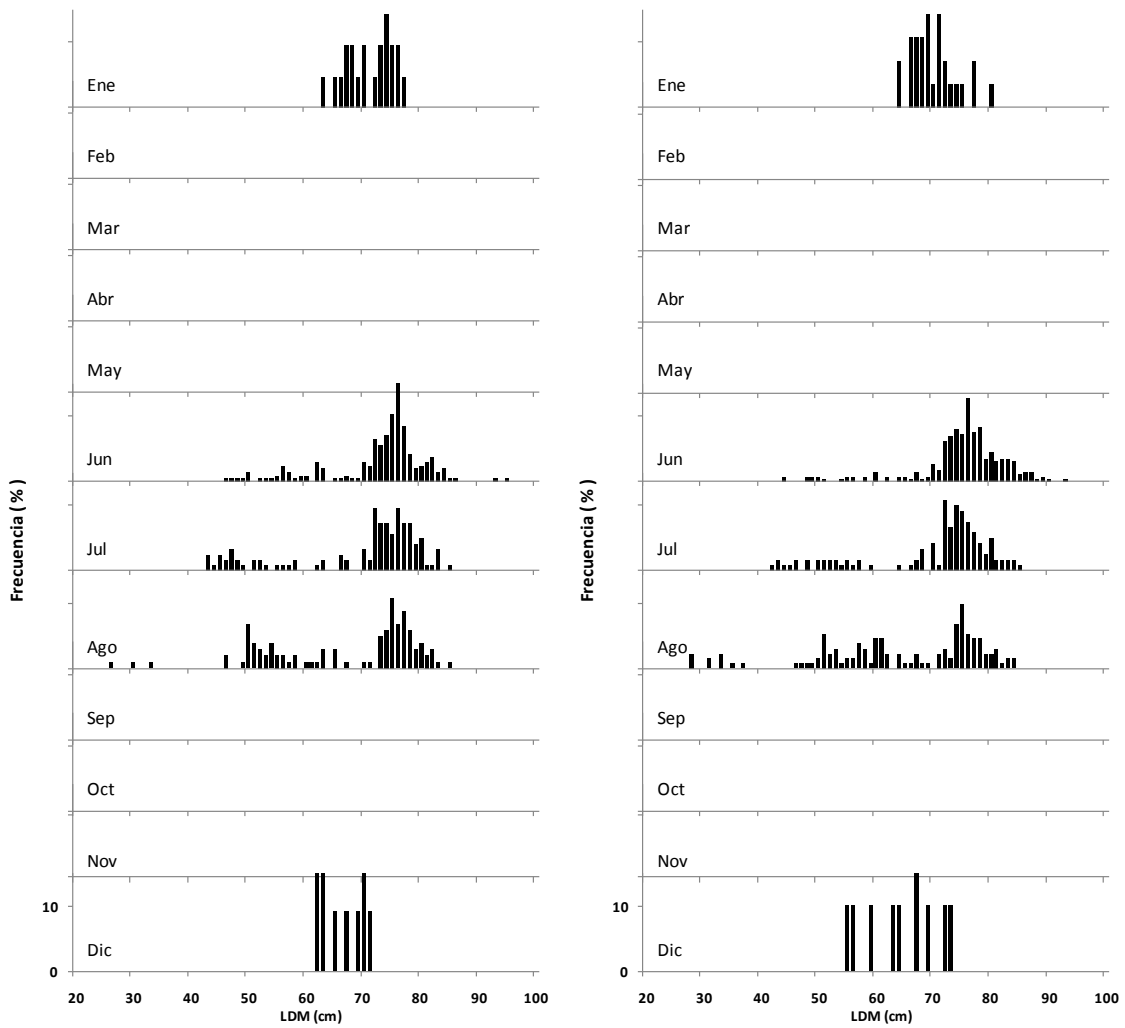 Ene
Feb
Mar
Abr
May
Jun
Jul
Ago
Sep
Oct
Nov
Dic
Frecuencia ( % )
10
0
20 30 40 50 60 70 80 90 100
LDM (cm)
Ene
Feb
Mar
Abr
May
Jun
Jul
Ago
Sep
Oct
Nov
Dic
Frecuencia ( % )
10
0
20 30 40 50 60 70 80 90 100
LDM (cm)